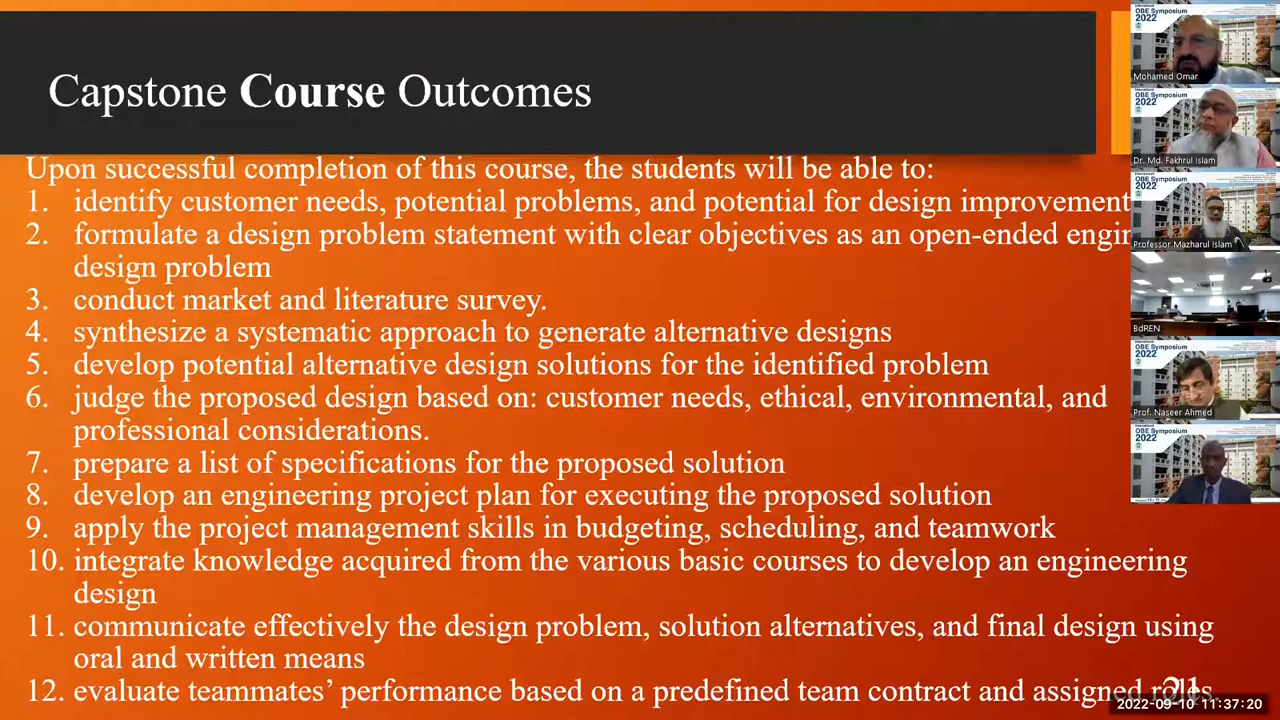 Capstone Course Outcomes
Upon successful completion of this course, the students will be able to:
1. identify customer needs, potential problems, and potential for design improvement
2. formulate a design problem statement with clear objectives as an open-ended
design problem
3. conduct market and literature survey.
4. synthesize a systematic approach to generate alternative designs
5. develop potential alternative design solutions for the identified problem
6. judge the proposed design based on: customer needs, ethical, environmental, and
professional considerations.
7. prepare a list of specifications for the proposed solution
8. develop an engineering project plan for executing the proposed solution
9. apply the project management skills in budgeting, scheduling, and teamwork
10. integrate knowledge acquired from the various basic courses to develop an engineering
design
11. communicate effectively the design problem, solution alternatives, and final design using
oral and written means
12. evaluate teammates' performance based on a predefined team contract and assigned roles.
21
2022-09-10 11:37:20
International
OBE Symposium
2022
Mohamed Omar
International
OBE Symposium
2022
Dr. Md. Fakhrul Islam
International
OBE Symposium
2022
Professor Mazharul Islam
BdREN
International
OBE Symposium
2022
Prof. Naseer Ahmed
International
OBE Symposium
2022